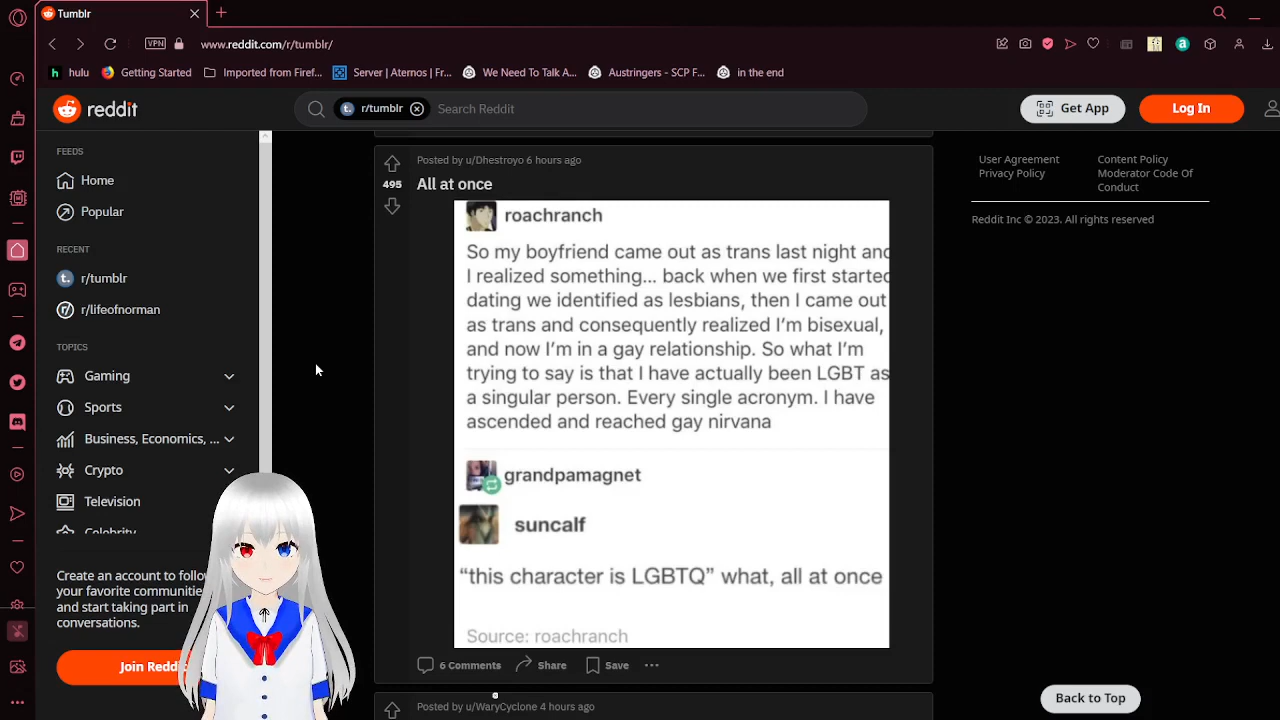 Tumblr
VPN
www.reddit.com/r/tumblr/
hulu
Getting Started
Imported from Firef...
Server | Aternos | Fr...
We Need To Talk A...
Austringers - SCP F...
in the end
reddit
r/tumblr
Search Reddit
Get App
Log In
FEEDS
Home
Popular
RECENT
r/tumblr
r/lifeofnorman
TOPICS
Gaming
Sports
Business, Economics, ...
Crypto
Television
Celebrity
Create an account to follo
your favorite communitie
and start taking part in
conversations.
Join Reddi
Posted by u/Dhestroyo 6 hours ago
495
All at once
roachranch
So my boyfriend came out as trans last night and
I realized something... back when we first started
dating we identified as lesbians, then I came out
as trans and consequently realized I'm bisexual,
and now I'm in a gay relationship. So what I'm
trying to say is that I have actually been LGBT as
a singular person. Every single acronym. I have
ascended and reached gay nirvana
grandpamagnet
suncalf
“this character is LGBTQ” what, all at once
Source: roachranch
6 Comments
Share
Save
Posted by u/WaryCyclone 4 hours ago
User Agreement
Privacy Policy
Content Policy
Moderator Code Of
Conduct
Reddit Inc © 2023. All rights reserved
Back to Top